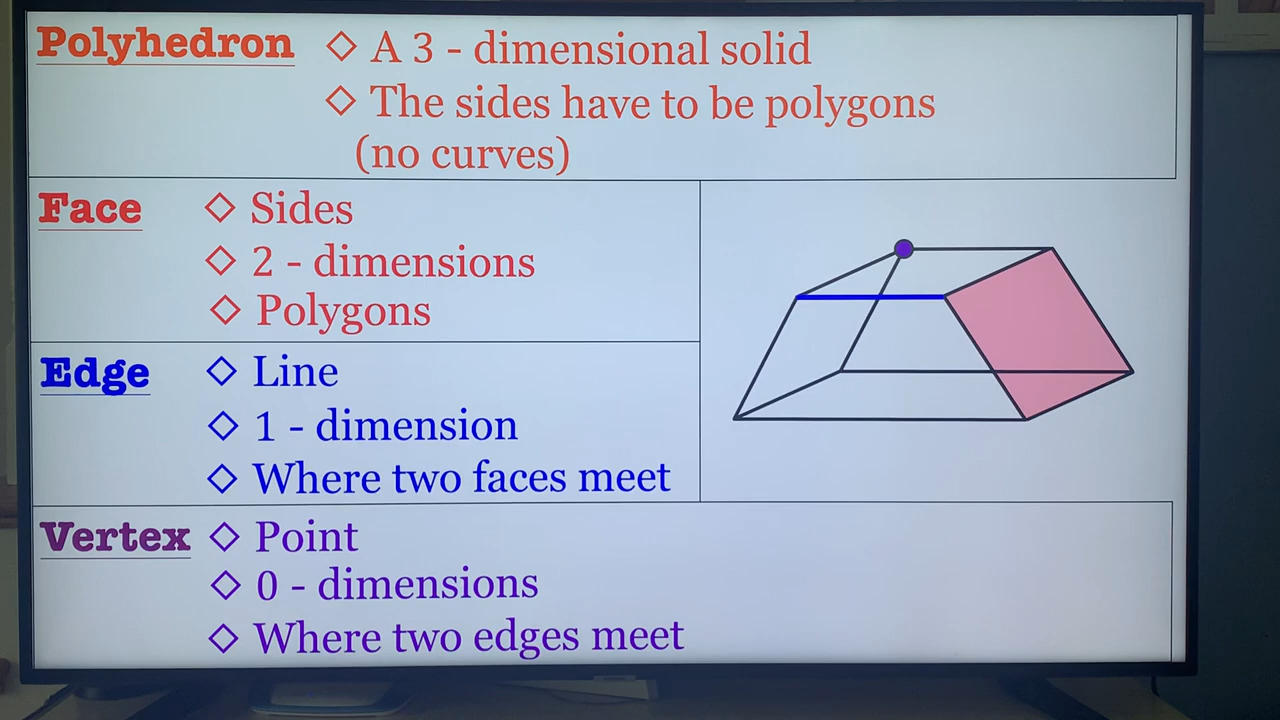 Polyhedron ◇ A 3 - dimensional solid
◇ The sides have to be polygons
(no curves)
Face ◇ Sides
◇ 2 - dimensions
◇ Polygons
Edge ◇ Line
◇ 1 - dimension
◇ Where two faces meet
Vertex ◇ Point
◇ 0 - dimensions
◇ Where two edges meet